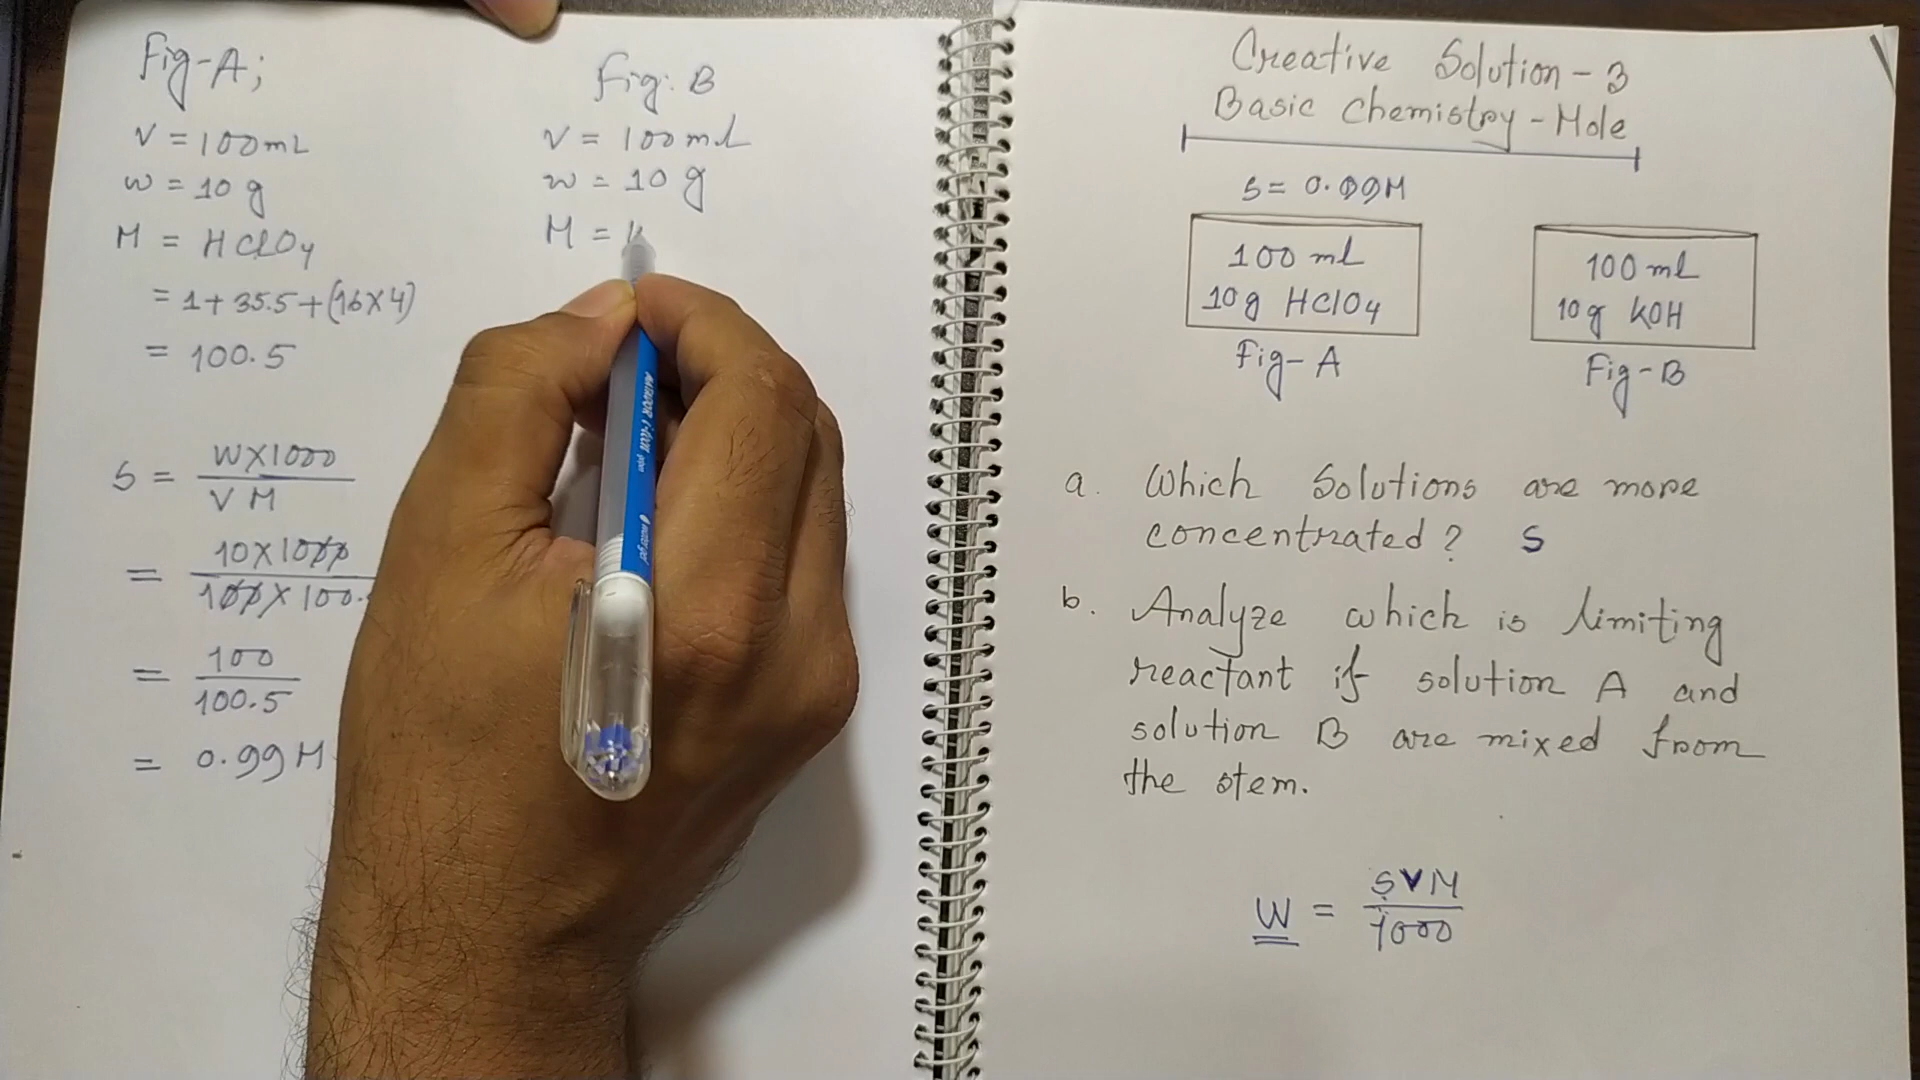 Fig-A;
V = 100mL
w = 10 g
M = HClO4
= 1+35.5+(16×4)
= 100.5
S = W×1000
V M
= 10×1000
100×100.
= 100
100.5
= 0.99M
Fig: B
V = 100ml
w = 10 g
M =
Creative Solution - 3
Basic Chemistry - Mole
S = 0.99M
100 ml
10g HClO4
Fig-A
100 ml
10g KOH
Fig-B
a. Which Solutions are more
concentrated? S
b. Analyze which is limiting
reactant if solution A and
solution B are mixed from
the stem.
W = SVM
1000